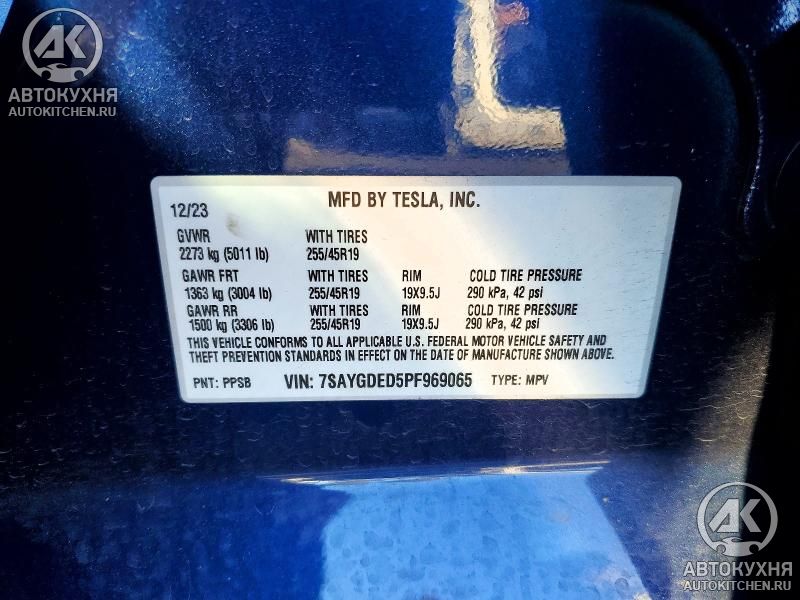 АК
АВТОКУХНЯ
AUTOKITCHEN.RU
12/23 MFD BY TESLA, INC.
GVWR WITH TIRES
2273 kg (5011 lb) 255/45R19
GAWR FRT WITH TIRES RIM COLD TIRE PRESSURE
1363 kg (3004 lb) 255/45R19 19X9.5J 290 kPa, 42 psi
GAWR RR WITH TIRES RIM COLD TIRE PRESSURE
1500 kg (3306 lb) 255/45R19 19X9.5J 290 kPa, 42 psi
THIS VEHICLE CONFORMS TO ALL APPLICABLE U.S. FEDERAL MOTOR VEHICLE SAFETY AND
THEFT PREVENTION STANDARDS IN EFFECT ON THE DATE OF MANUFACTURE SHOWN ABOVE.
PNT: PPSB VIN: 7SAYGDED5PF969065 TYPE: MPV
АК
АВТОКУХНЯ
AUTOKITCHEN.RU